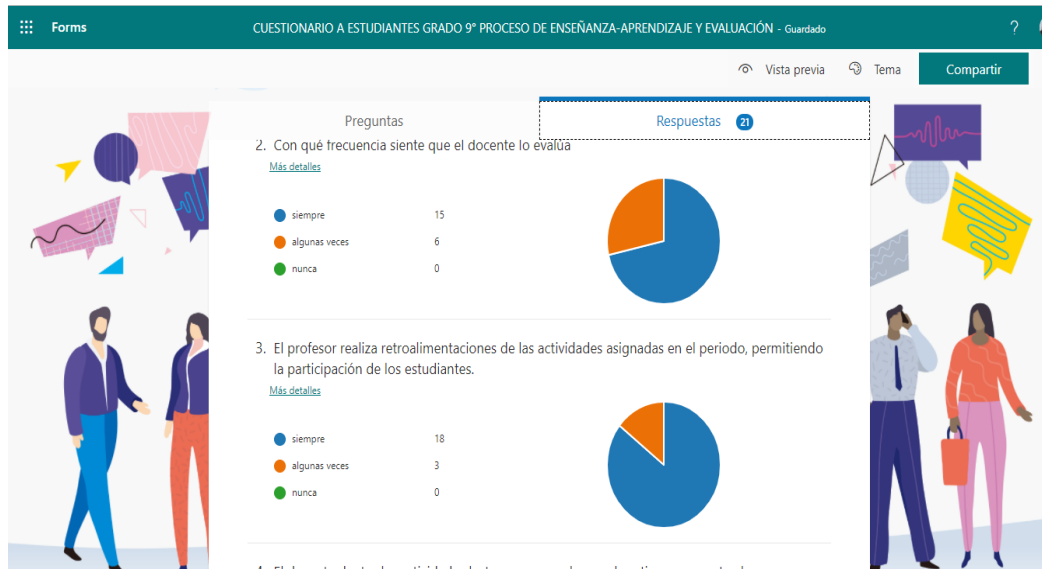 Forms
CUESTIONARIO A ESTUDIANTES GRADO 9° PROCESO DE ENSEÑANZA-APRENDIZAJE Y EVALUACIÓN - Guardado
?
Vista previa
Tema
Compartir
Preguntas
Respuestas 21
2. Con qué frecuencia siente que el docente lo evalúa
Más detalles
siempre 15
algunas veces 6
nunca 0
3. El profesor realiza retroalimentaciones de las actividades asignadas en el periodo, permitiendo
la participación de los estudiantes.
Más detalles
siempre 18
algunas veces 3
nunca 0